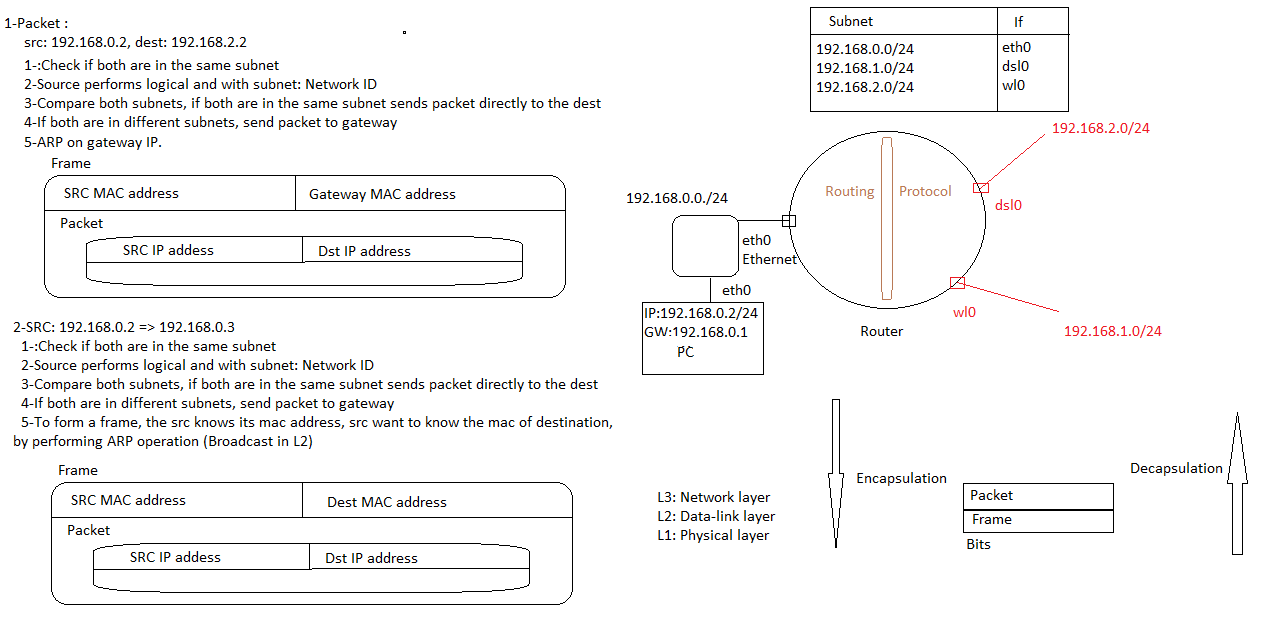 1-Packet :
src: 192.168.0.2, dest: 192.168.2.2
1-:Check if both are in the same subnet
2-Source performs logical and with subnet: Network ID
3-Compare both subnets, if both are in the same subnet sends packet directly to the dest
4-If both are in different subnets, send packet to gateway
5-ARP on gateway IP.
Frame
SRC MAC address
Gateway MAC address
Packet
SRC IP addess
Dst IP address
2-SRC: 192.168.0.2 => 192.168.0.3
1-:Check if both are in the same subnet
2-Source performs logical and with subnet: Network ID
3-Compare both subnets, if both are in the same subnet sends packet directly to the dest
4-If both are in different subnets, send packet to gateway
5-To form a frame, the src knows its mac address, src want to know the mac of destination,
by performing ARP operation (Broadcast in L2)
Frame
SRC MAC address
Dest MAC address
Packet
SRC IP addess
Dst IP address
Subnet
If
192.168.0.0/24
eth0
192.168.1.0/24
dsl0
192.168.2.0/24
wl0
192.168.2.0/24
Routing
Protocol
192.168.0.0./24
dsl0
eth0
Ethernet
eth0
wl0
IP:192.168.0.2/24
GW:192.168.0.1
PC
Router
192.168.1.0/24
L3: Network layer
L2: Data-link layer
L1: Physical layer
Encapsulation
Packet
Frame
Bits
Decapsulation